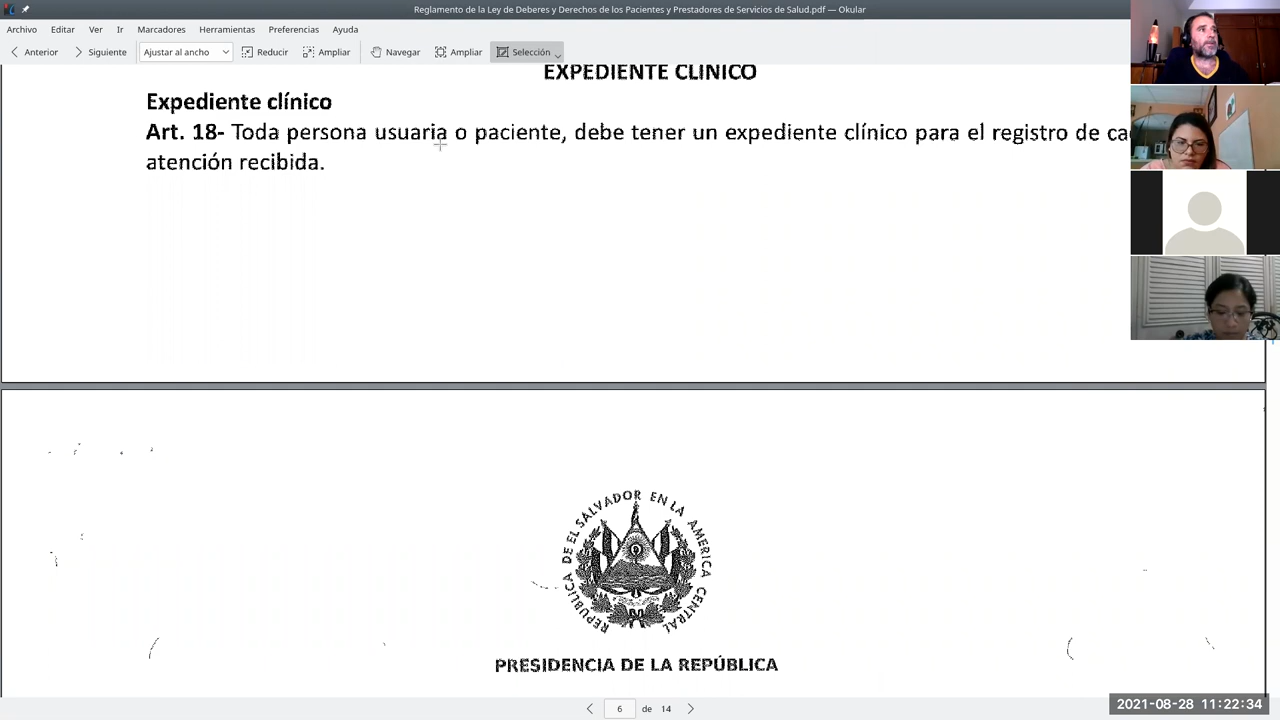 Reglamento de la Ley de Deberes y Derechos de los Pacientes y Prestadores de Servicios de Salud.pdf — Okular
Archivo Editar Ver Ir Marcadores Herramientas Preferencias Ayuda
Anterior Siguiente Ajustar al ancho Reducir Ampliar Navegar Ampliar Selección
EXPEDIENTE CLINICO
Expediente clínico
Art. 18- Toda persona usuaria o paciente, debe tener un expediente clínico para el registro de
atención recibida.
REPUBLICA DE EL SALVADOR EN LA AMERICA CENTRAL
PRESIDENCIA DE LA REPÚBLICA
6 de 14
2021-08-28 11:22:34